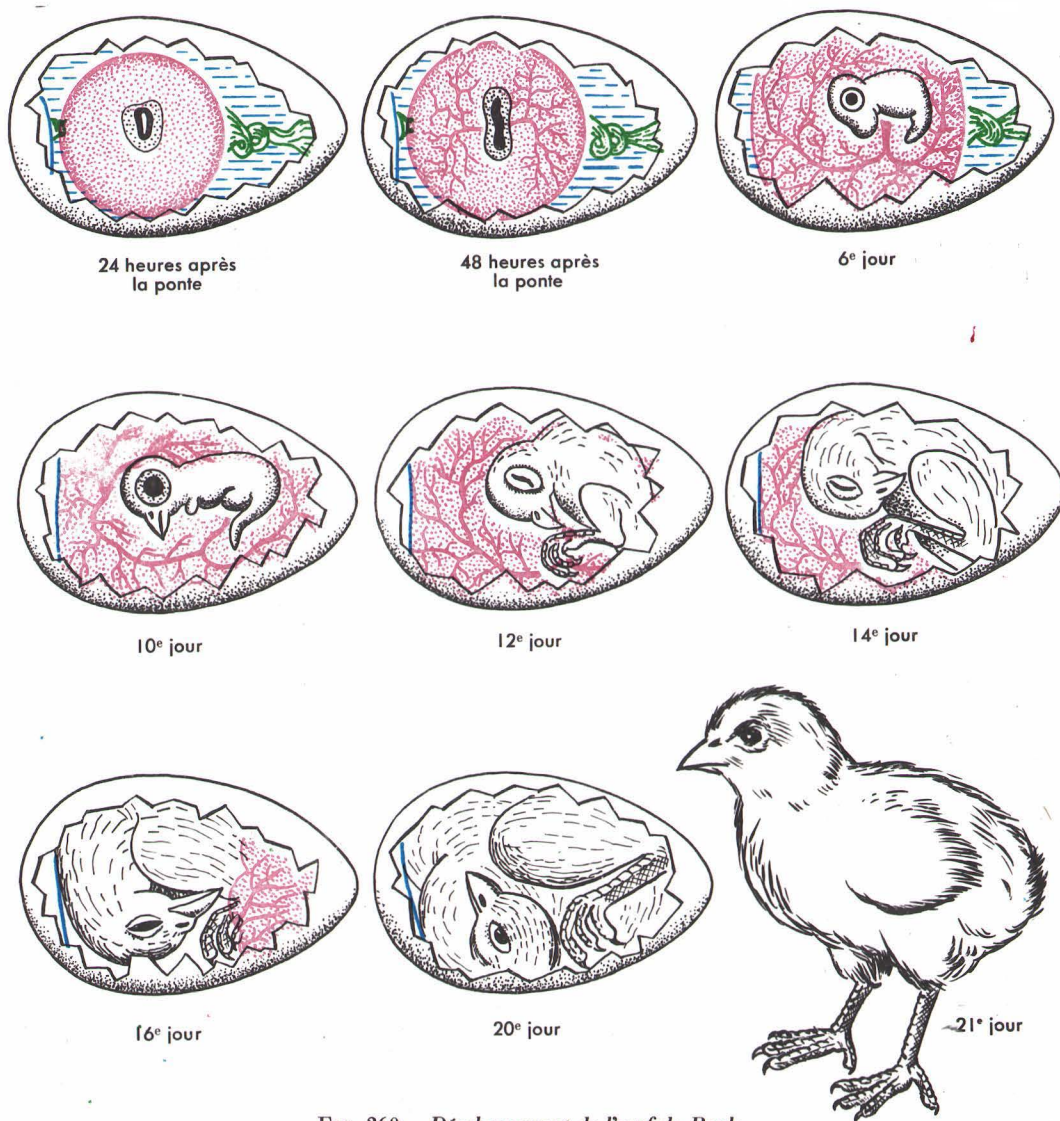 24 heures après
la ponte
48 heures après
la ponte
6e jour
10e jour
12e jour
14e jour
16e jour
20e jour
21e jour